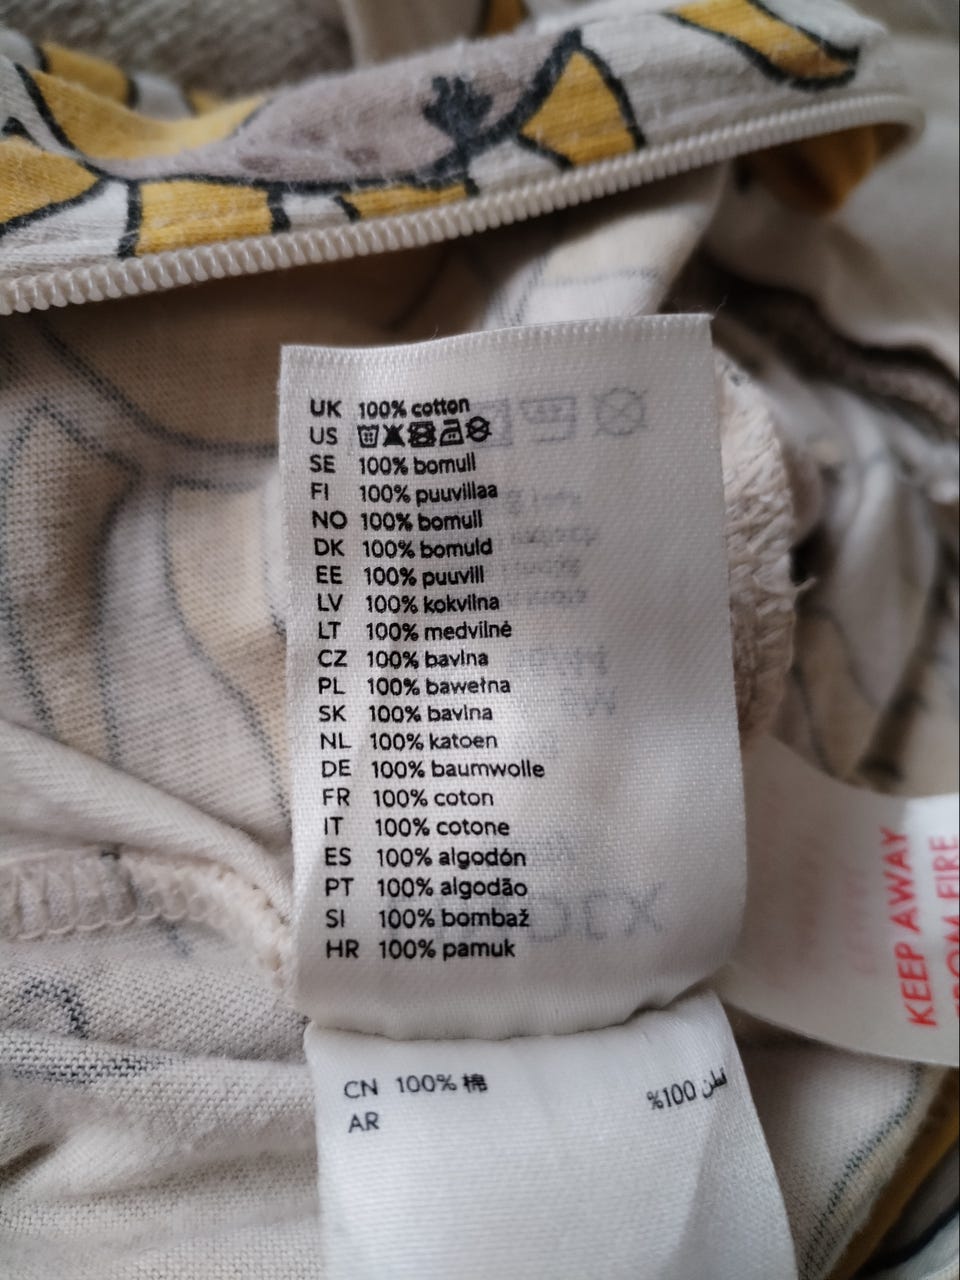 UK 100% cotton
US
SE 100% bomull
FI 100% puuvillaa
NO 100% bomull
DK 100% bomuld
EE 100% puuvill
LV 100% kokvilna
LT 100% medvilnė
CZ 100% bavlna
PL 100% bawełna
SK 100% bavlna
NL 100% katoen
DE 100% baumwolle
FR 100% coton
IT 100% cotone
ES 100% algodón
PT 100% algodão
SI 100% bombaž
HR 100% pamuk
CN 100% 棉
AR
قطن 100%
KEEP AWAY
FROM FIRE